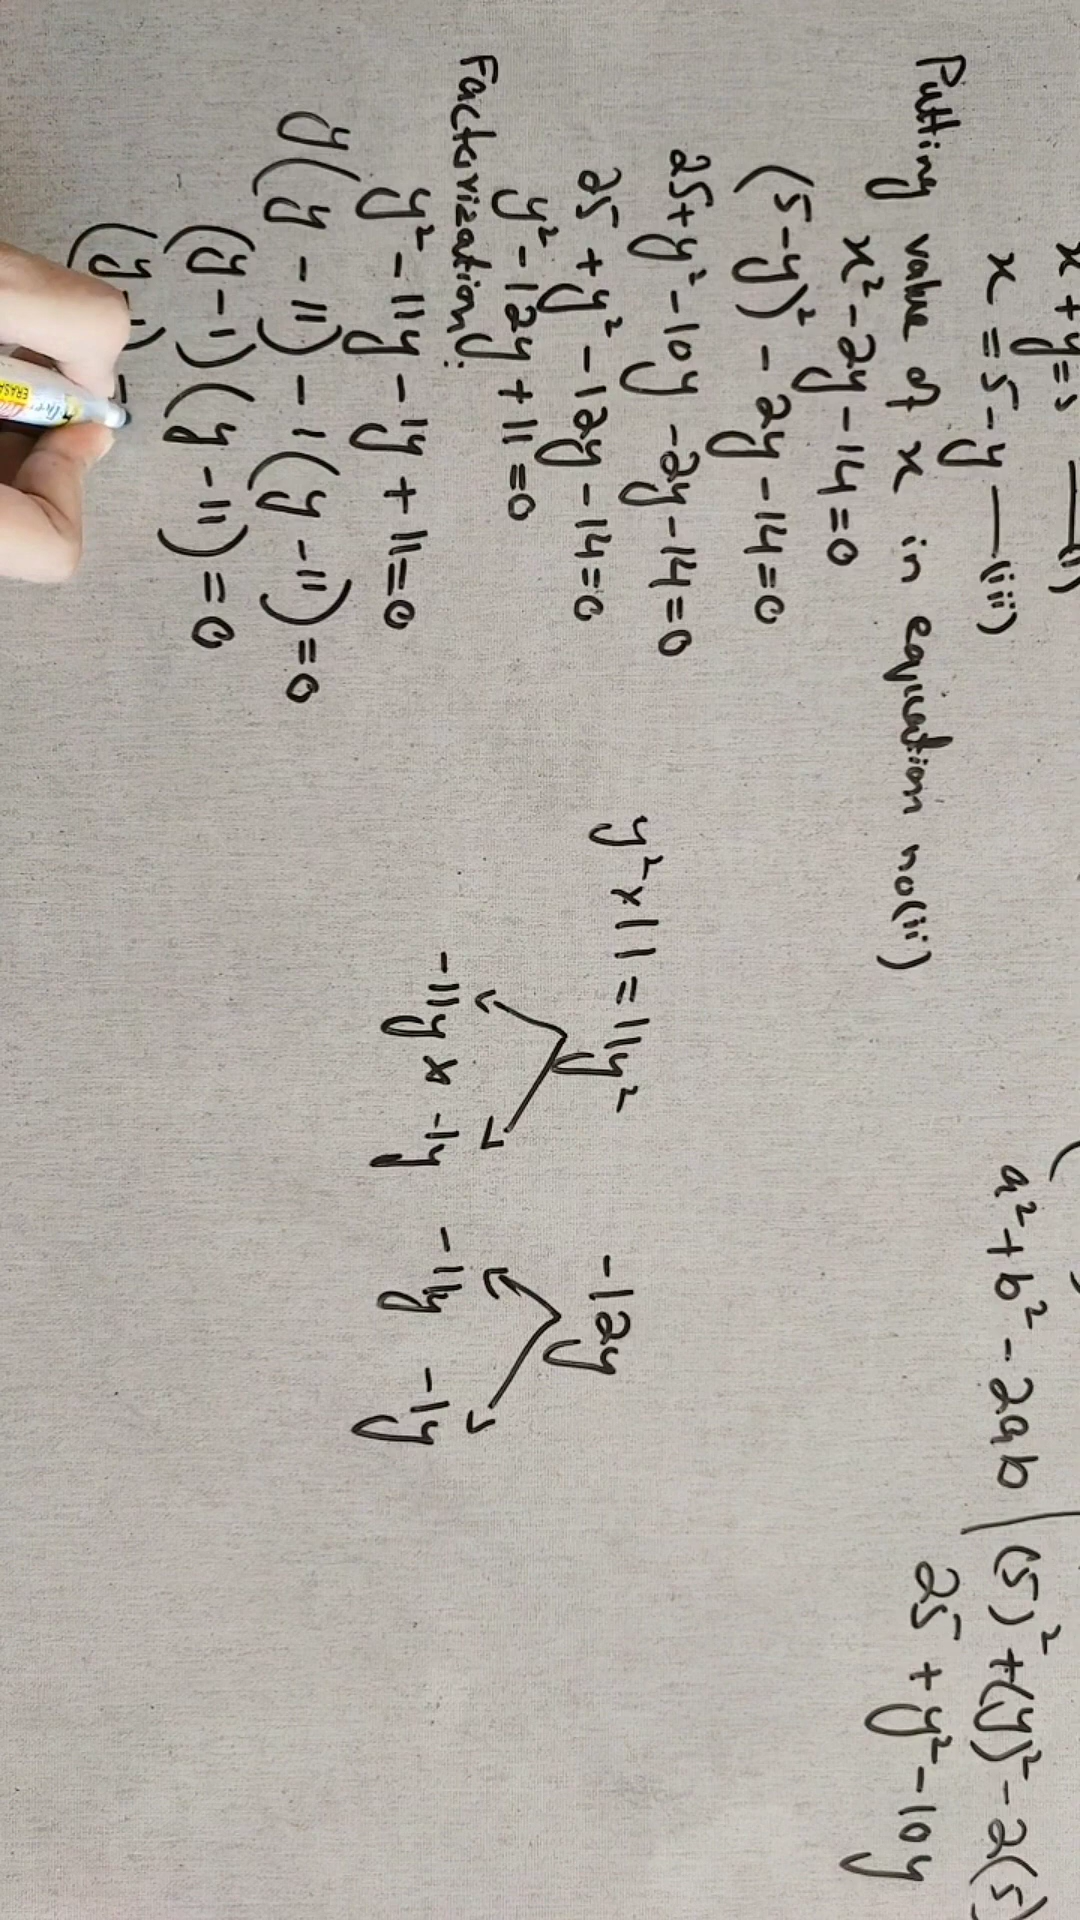 x + y = 5 —(i)
x = 5 - y —(iii)
Putting value of x in equation no(ii)
x² - 2y - 14 = 0
(5 - y)² - 2y - 14 = 0
25 + y² - 10y - 2y - 14 = 0
25 + y² - 12y - 14 = 0
y² - 12y + 11 = 0
Factorization:
y² - 11y - 1y + 11 = 0
y(y - 11) - 1(y - 11) = 0
(y - 1)(y - 11) = 0
(y - 1)
y² x 11 = 11y²
-11y x -1y
-12y
-11y -1y
a² + b² - 2ab
(5)² + (y)² - 2(5)
25 + y² - 10y
ERASA